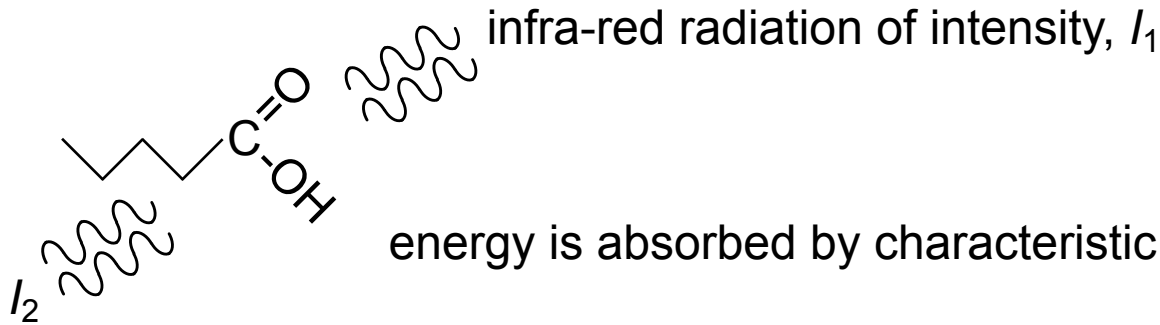 infra-red radiation of intensity, I₁
O
C
OH
energy is absorbed by characteristic
I₂